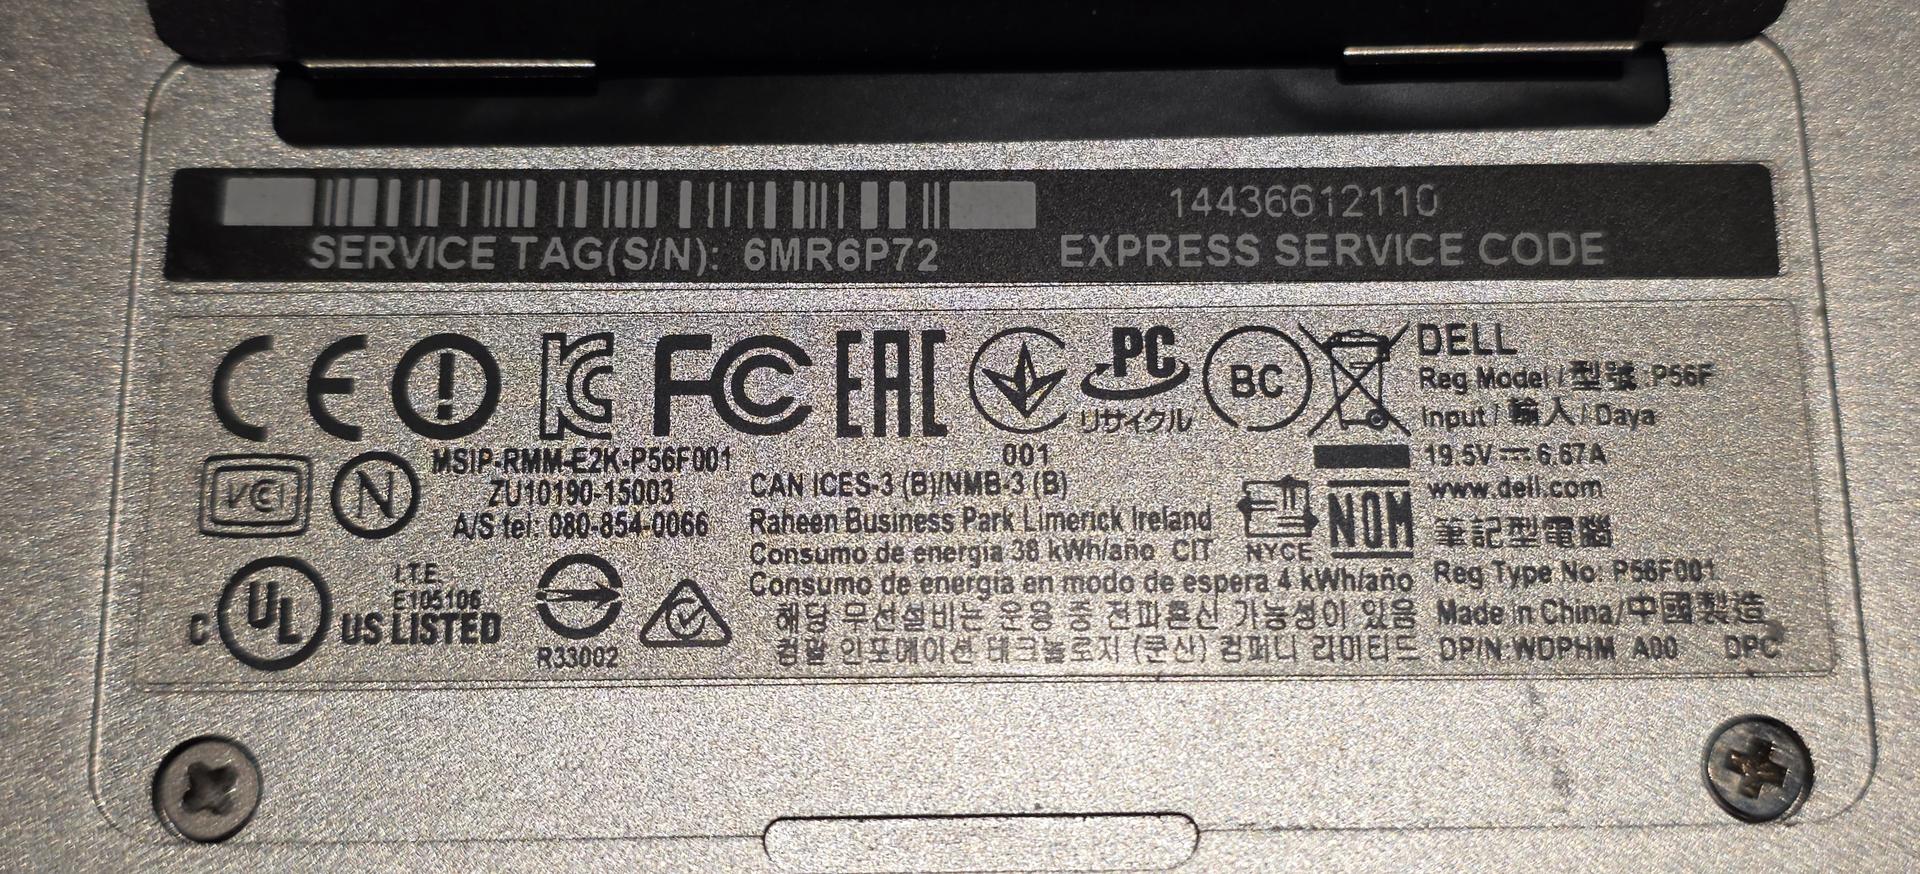 14436612110
SERVICE TAG(S/N): 6MR6P72 EXPRESS SERVICE CODE
CE FC EAC PC BC
リサイクル
DELL
Reg Model / 型號: P56F
Input / 輸入 / Daya
19.5V ⎓ 6.67A
www.dell.com
筆記型電腦
Reg Type No: P56F001
Made in China/中國製造
DP/N: WDPHM A00 DPC
VCI N
MSIP-RMM-E2K-P56F001
ZU10190-15003
A/S tel: 080-854-0066
001
CAN ICES-3 (B)/NMB-3 (B)
Raheen Business Park Limerick Ireland
Consumo de energía 38 kWh/año CIT
Consumo de energía en modo de espera 4 kWh/año
해당 무선설비는 운용 중 전파혼신 가능성이 있음
컴팔 인포메이션 테크놀로지 (쿤산) 컴퍼니 리미티드
NYCE NOM
I.T.E.
E105106
C UL US LISTED
R33002